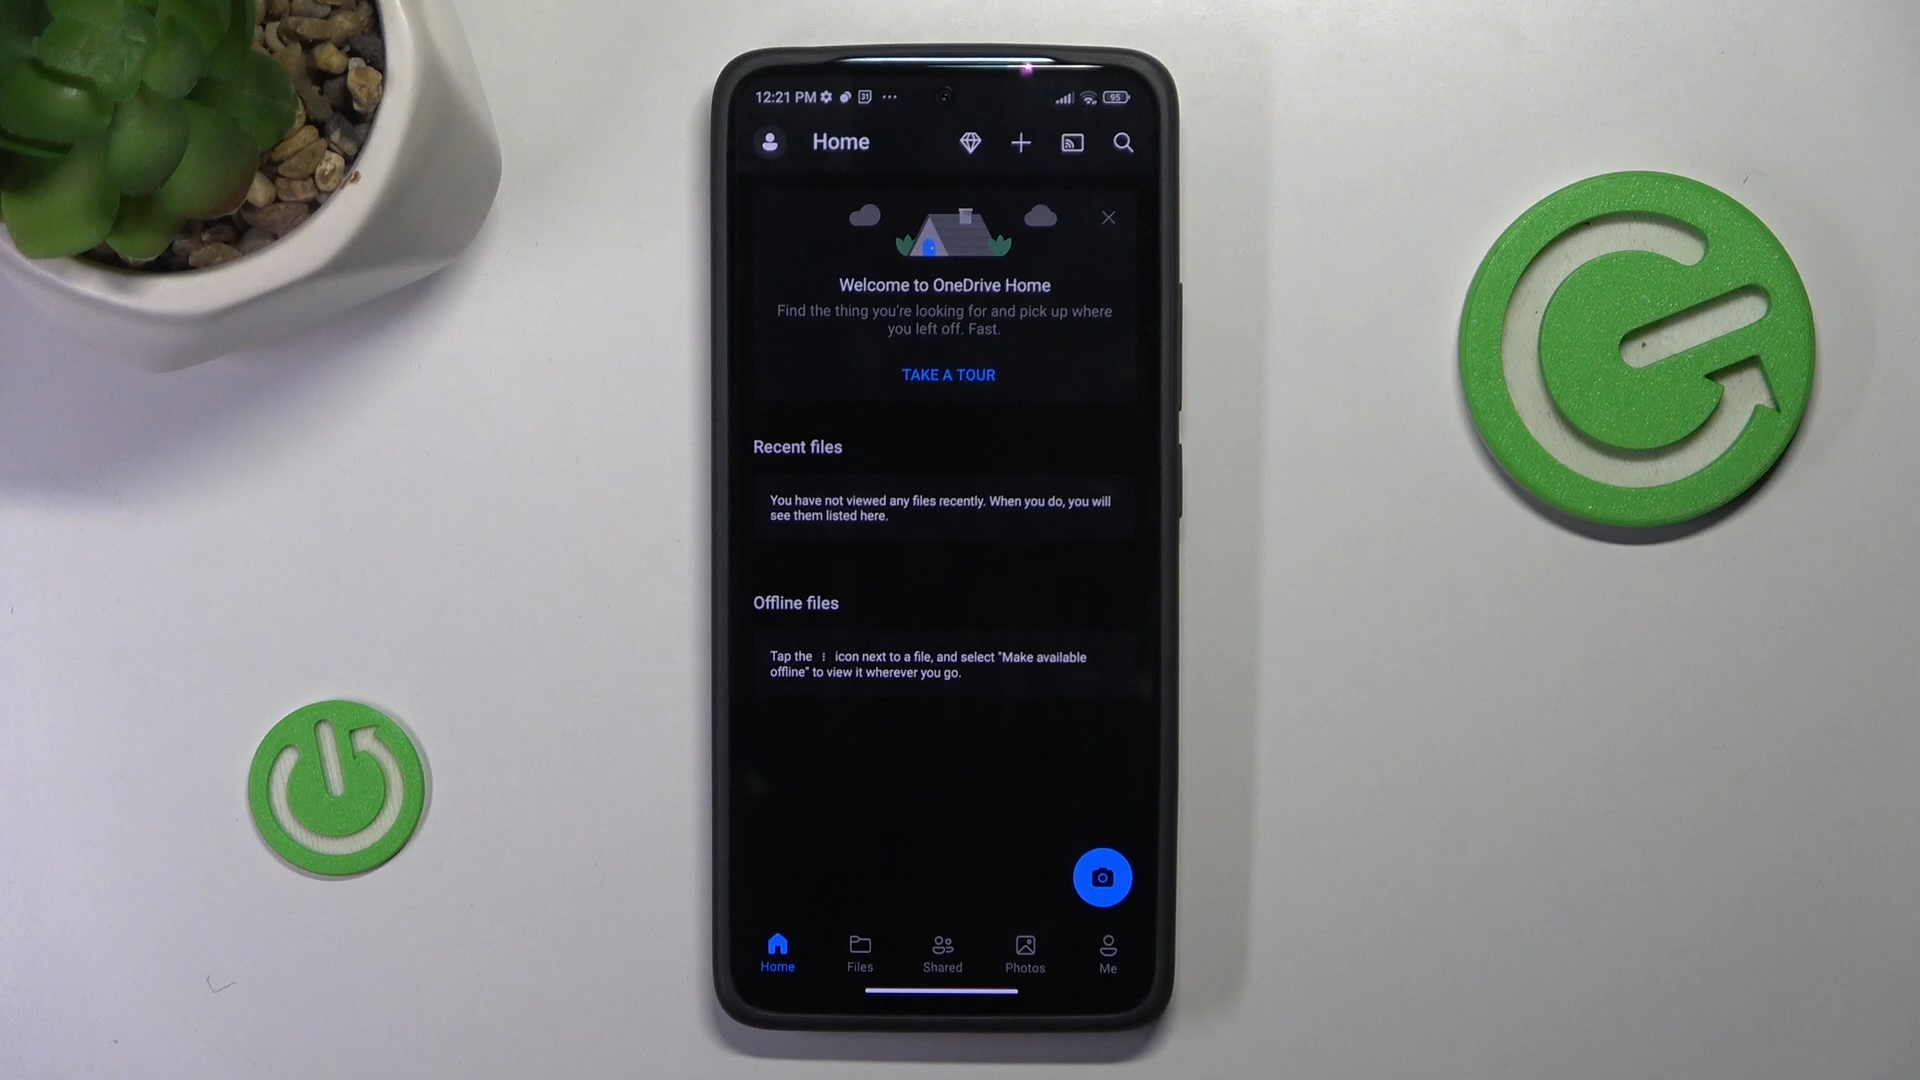 12:21 PM
31
95
Home
Welcome to OneDrive Home
Find the thing you're looking for and pick up where
you left off. Fast.
TAKE A TOUR
Recent files
You have not viewed any files recently. When you do, you will
see them listed here.
Offline files
Tap the ⋮ icon next to a file, and select "Make available
offline" to view it wherever you go.
Home
Files
Shared
Photos
Me